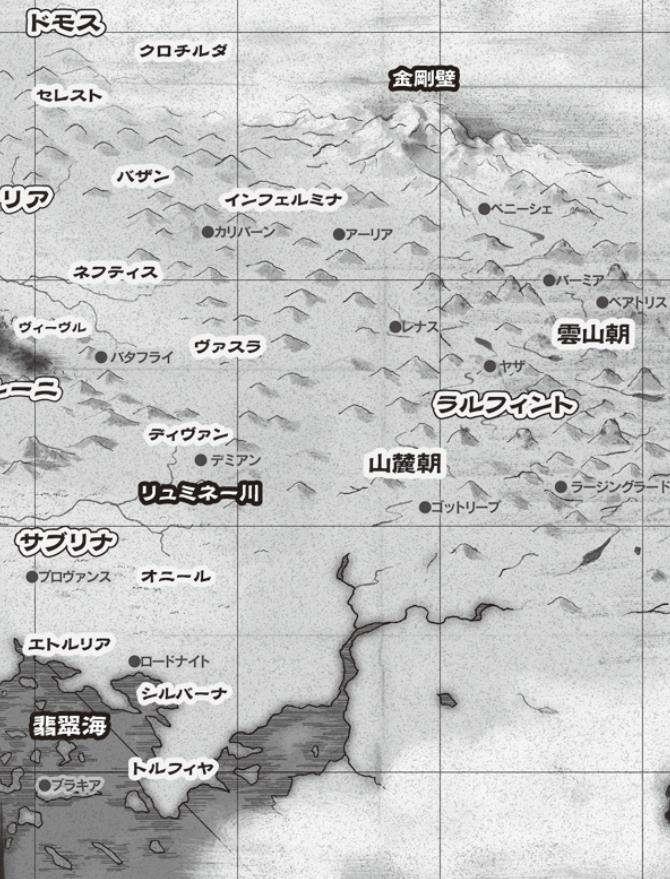 ドモス
クロチルダ
金剛壁
セレスト
バザン
リア
インフェルミナ
ベニーシェ
カリバーン
アーリア
ネフティス
バーミア
ベアトリス
ヴィーヴル
レナス
雲山朝
バタフライ
ヴァスラ
ヤザ
レーニ
ラルフィント
ディヴァン
デミアン
山麓朝
リュミネー川
ラージングラード
ゴットリープ
サブリナ
プロヴァンス
オニール
エトルリア
ロードナイト
シルバーナ
翡翠海
トルフィヤ
ブラキア